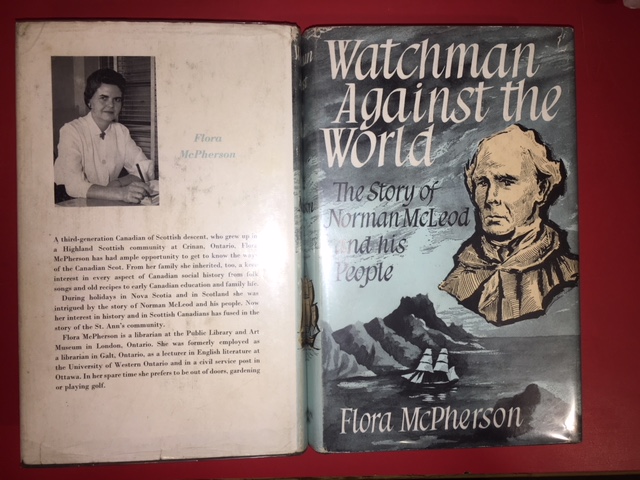 Flora
McPherson
A third-generation Canadian of Scottish descent, who grew up in
a Highland Scottish community at Crinan, Ontario, Flora
McPherson has had ample opportunity to get to know the ways
of the Canadian Scot. From her family she inherited, too, a keen
interest in every aspect of Canadian social history from folk
songs and old recipes to early Canadian education and family life.
During holidays in Nova Scotia and in Scotland she was
intrigued by the story of Norman McLeod and his people. Now
her interest in history and in Scottish Canadians has fused in the
story of the St. Ann's community.
Flora McPherson is a librarian at the Public Library and Art
Museum in London, Ontario. She was formerly employed as
a librarian in Galt, Ontario, as a lecturer in English literature at
the University of Western Ontario and in a civil service post in
Ottawa. In her spare time she prefers to be out of doors, gardening
or playing golf.
Watchman
Against the
World
The Story of
Norman McLeod
and his
People
Flora McPherson